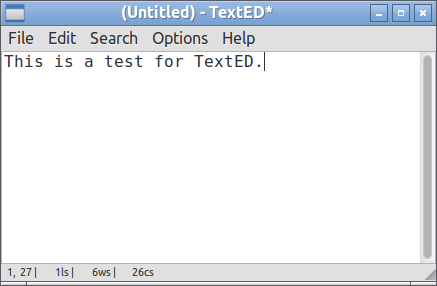 (Untitled) - TextED*
File Edit Search Options Help
This is a test for TextED.
1, 27| 1ls| 6ws| 26cs